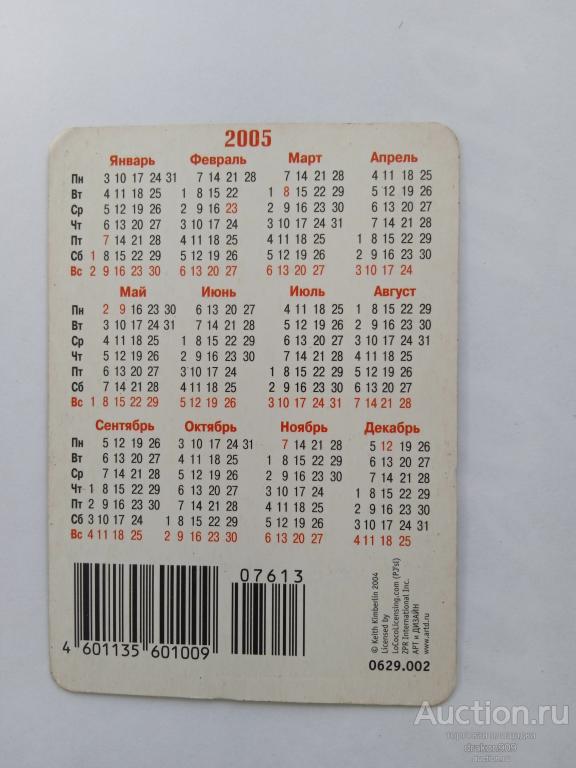 2005
Январь Февраль Март Апрель
Пн 3 10 17 24 31 7 14 21 28 7 14 21 28 4 11 18 25
Вт 4 11 18 25 1 8 15 22 1 8 15 22 29 5 12 19 26
Ср 5 12 19 26 2 9 16 23 2 9 16 23 30 6 13 20 27
Чт 6 13 20 27 3 10 17 24 3 10 17 24 31 7 14 21 28
Пт 7 14 21 28 4 11 18 25 4 11 18 25 1 8 15 22 29
Сб 1 8 15 22 29 5 12 19 26 5 12 19 26 2 9 16 23 30
Вс 2 9 16 23 30 6 13 20 27 6 13 20 27 3 10 17 24
Май Июнь Июль Август
Пн 2 9 16 23 30 6 13 20 27 4 11 18 25 1 8 15 22 29
Вт 3 10 17 24 31 7 14 21 28 5 12 19 26 2 9 16 23 30
Ср 4 11 18 25 1 8 15 22 29 6 13 20 27 3 10 17 24 31
Чт 5 12 19 26 2 9 16 23 30 7 14 21 28 4 11 18 25
Пт 6 13 20 27 3 10 17 24 1 8 15 22 29 5 12 19 26
Сб 7 14 21 28 4 11 18 25 2 9 16 23 30 6 13 20 27
Вс 1 8 15 22 29 5 12 19 26 3 10 17 24 31 7 14 21 28
Сентябрь Октябрь Ноябрь Декабрь
Пн 5 12 19 26 3 10 17 24 31 7 14 21 28 5 12 19 26
Вт 6 13 20 27 4 11 18 25 1 8 15 22 29 6 13 20 27
Ср 7 14 21 28 5 12 19 26 2 9 16 23 30 7 14 21 28
Чт 1 8 15 22 29 6 13 20 27 3 10 17 24 1 8 15 22 29
Пт 2 9 16 23 30 7 14 21 28 4 11 18 25 2 9 16 23 30
Сб 3 10 17 24 1 8 15 22 29 5 12 19 26 3 10 17 24 31
Вс 4 11 18 25 2 9 16 23 30 6 13 20 27 4 11 18 25
07613
4 601135 601009
© Keith Kimberlin 2004
Licensed by
LoCocoLicensing.com (PJ'sl)
ZPR International Inc.
АРТ и ДИЗАЙН
www.artd.ru
0629.002
Auction.ru
торговая площадка
drakon909
auction.ru